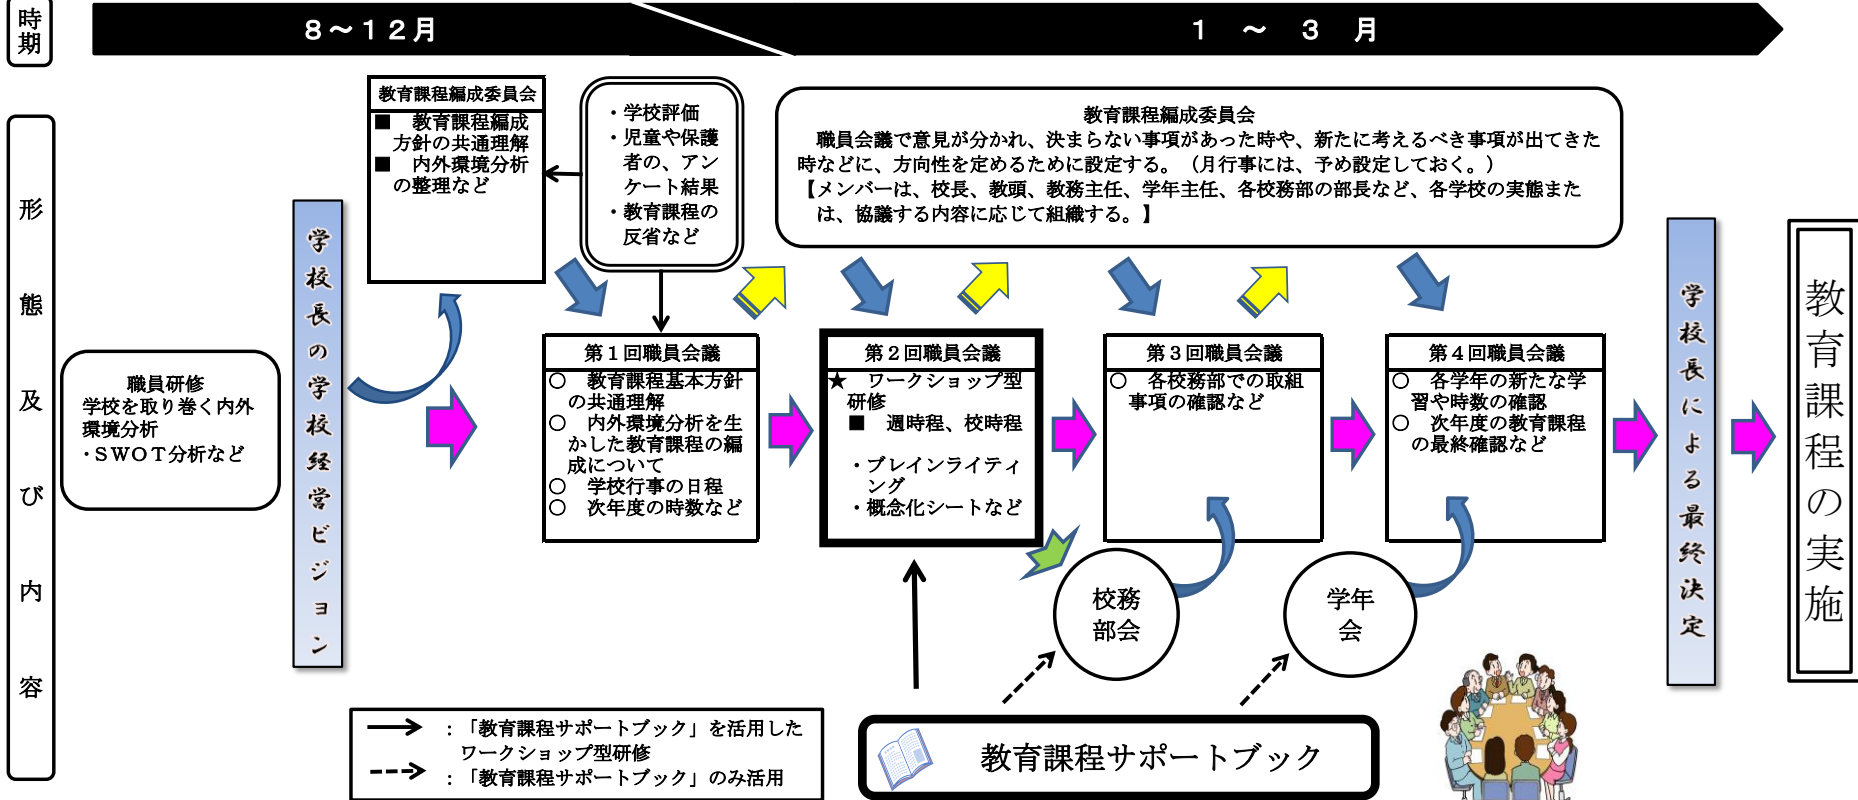 時期
８～１２月
１　～　３　月
形態及び内容
職員研修
学校を取り巻く内外
環境分析
・ＳＷＯＴ分析など
学校長の学校経営ビジョン
教育課程編成委員会
■　教育課程編成
方針の共通理解
■　内外環境分析
の整理など
・学校評価
・児童や保護
者の、アン
ケート結果
・教育課程の
反省など
教育課程編成委員会
職員会議で意見が分かれ、決まらない事項があった時や、新たに考えるべき事項が出てきた
時などに、方向性を定めるために設定する。（月行事には、予め設定しておく。）
【メンバーは、校長、教頭、教務主任、学年主任、各校務部の部長など、各学校の実態また
は、協議する内容に応じて組織する。】
第１回職員会議
○　教育課程基本方針
の共通理解
○　内外環境分析を生
かした教育課程の編
成について
○　学校行事の日程
○　次年度の時数など
第２回職員会議
★　ワークショップ型
研修
■　週時程、校時程
・ブレインライティ
ング
・概念化シートなど
第３回職員会議
○　各校務部での取組
事項の確認など
第４回職員会議
○　各学年の新たな学
習や時数の確認
○　次年度の教育課程
の最終確認など
校務
部会
学年
会
学校長による最終決定
教育課程の実施
：「教育課程サポートブック」を活用した
ワークショップ型研修
：「教育課程サポートブック」のみ活用
教育課程サポートブック